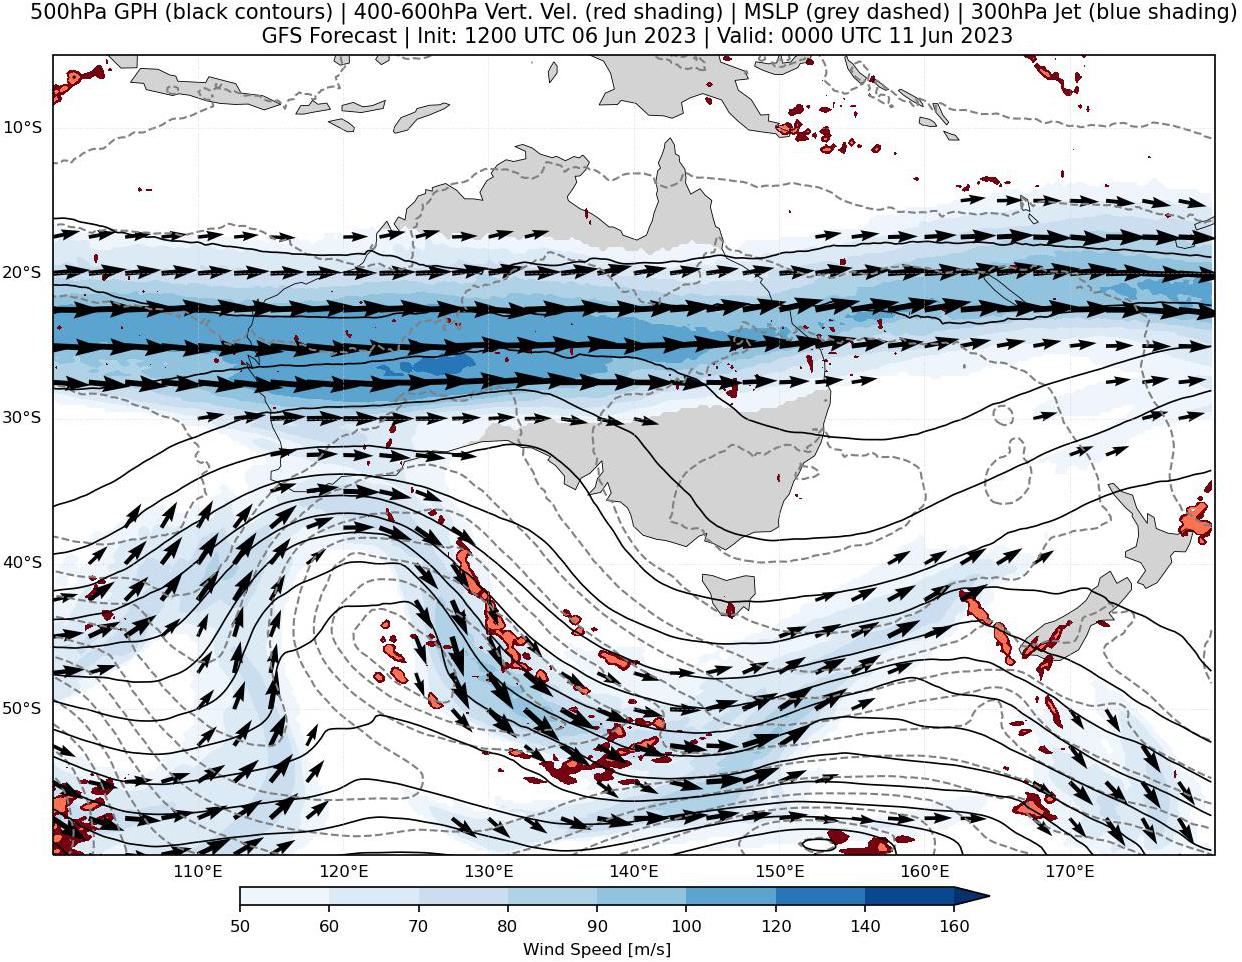 500hPa GPH (black contours) | 400-600hPa Vert. Vel. (red shading) | MSLP (grey dashed) | 300hPa Jet (blue shading)
GFS Forecast | Init: 1200 UTC 06 Jun 2023 | Valid: 0000 UTC 11 Jun 2023
10°S
20°S
30°S
40°S
50°S
110°E 120°E 130°E 140°E 150°E 160°E 170°E
50 60 70 80 90 100 120 140 160
Wind Speed [m/s]